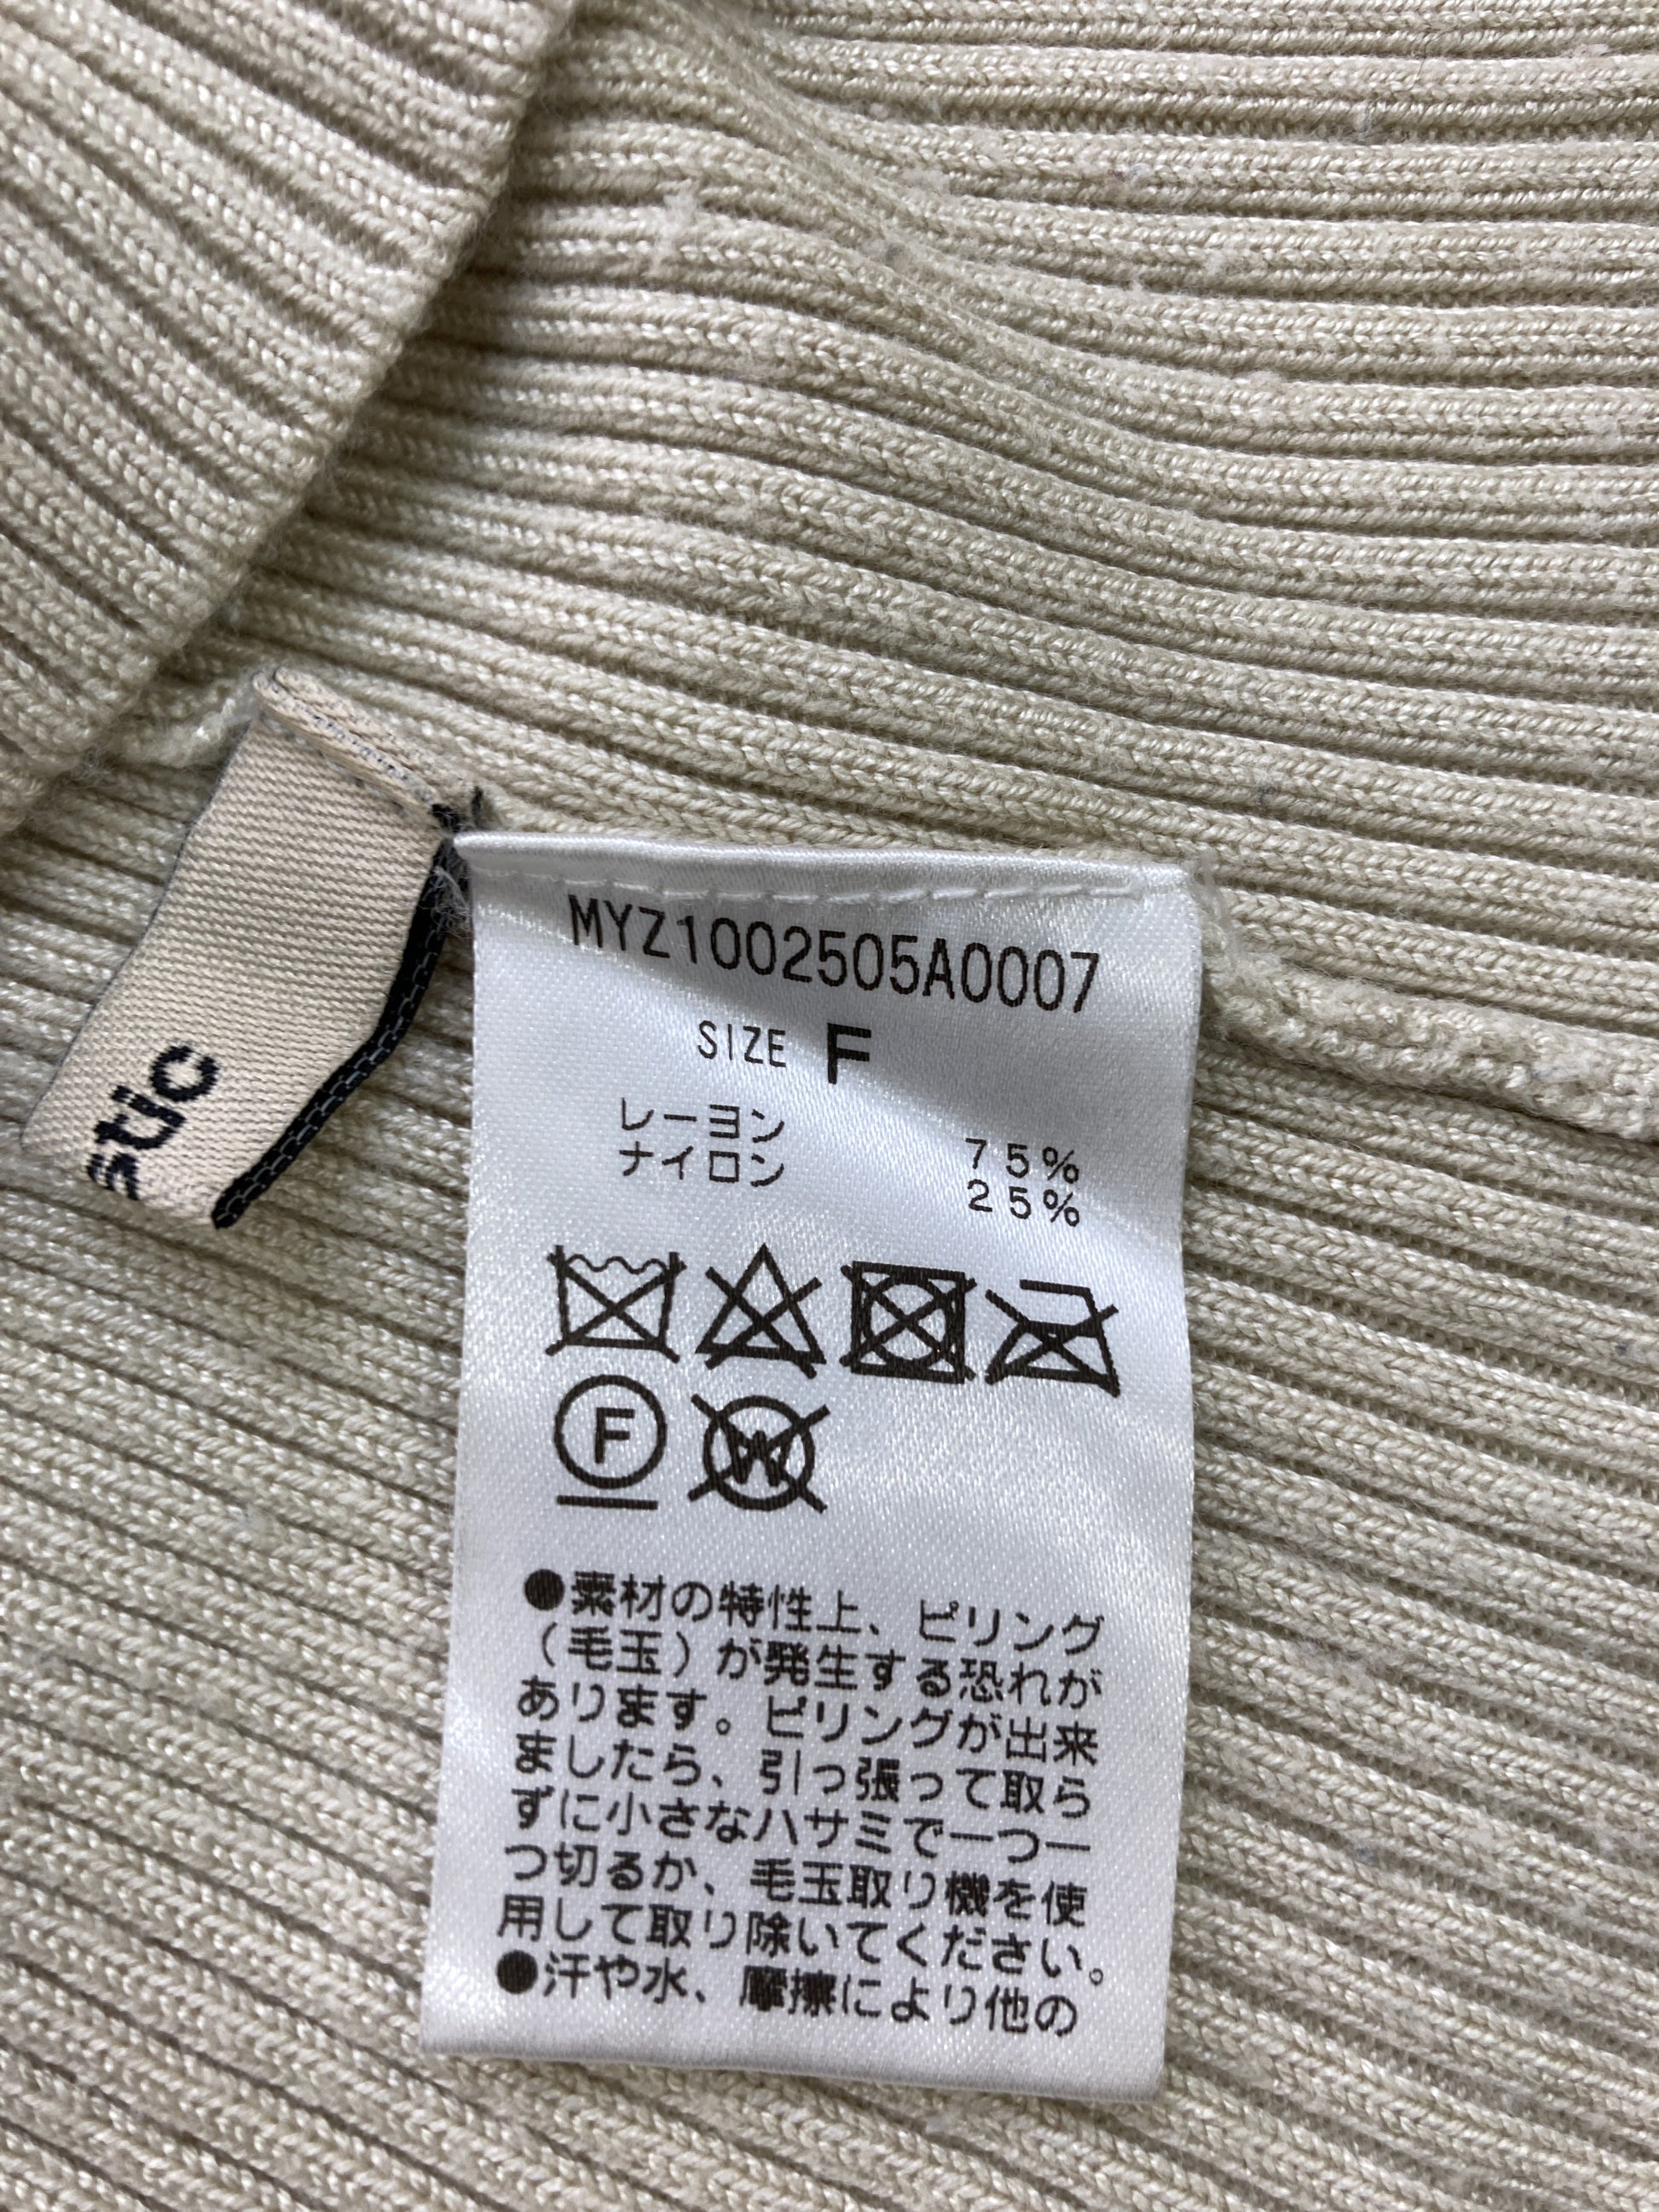 stic
MYZ1002505A0007
SIZE F
レーヨン 75%
ナイロン 25%
F
W
●素材の特性上、ピリング
（毛玉）が発生する恐れが
あります。ピリングが出来
ましたら、引っ張って取ら
ずに小さなハサミで一つ一
つ切るか、毛玉取り機を使
用して取り除いてください。
●汗や水、摩擦により他の